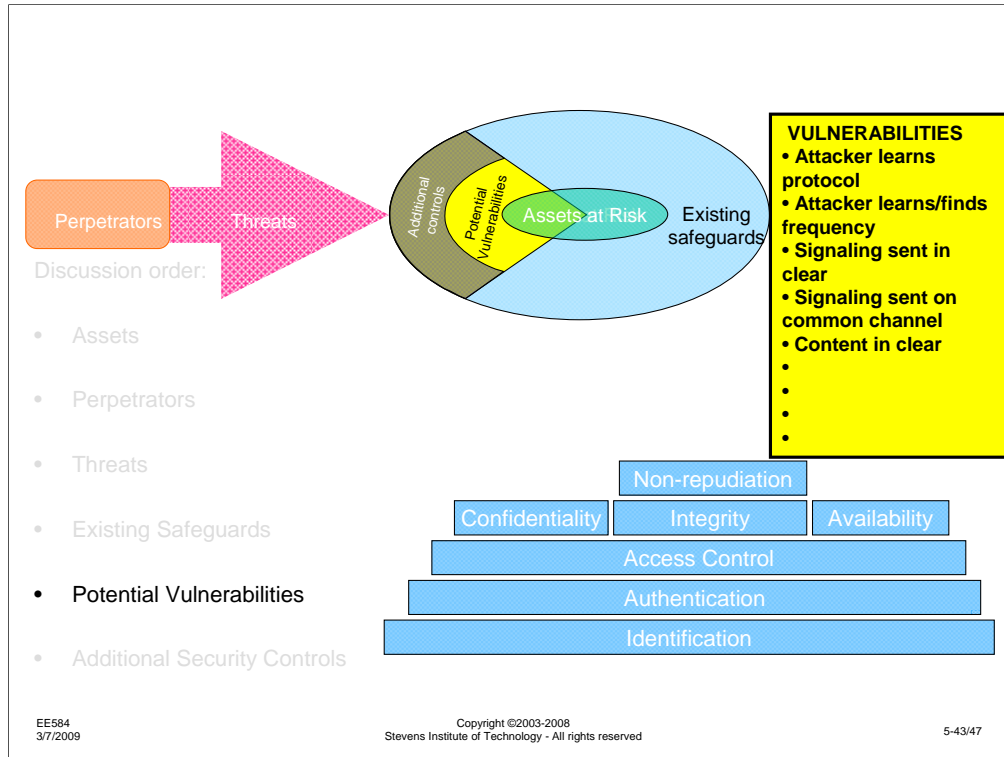 Perpetrators
Threats
Additional
controls
Potential
Vulnerabilities
Assets at Risk
Existing
safeguards
VULNERABILITIES
• Attacker learns
protocol
• Attacker learns/finds
frequency
• Signaling sent in
clear
• Signaling sent on
common channel
• Content in clear
•
•
•
•
Discussion order:
• Assets
• Perpetrators
• Threats
• Existing Safeguards
• Potential Vulnerabilities
• Additional Security Controls
Non-repudiation
Confidentiality
Integrity
Availability
Access Control
Authentication
Identification
EE584
3/7/2009
Copyright ©2003-2008
Stevens Institute of Technology - All rights reserved
5-43/47